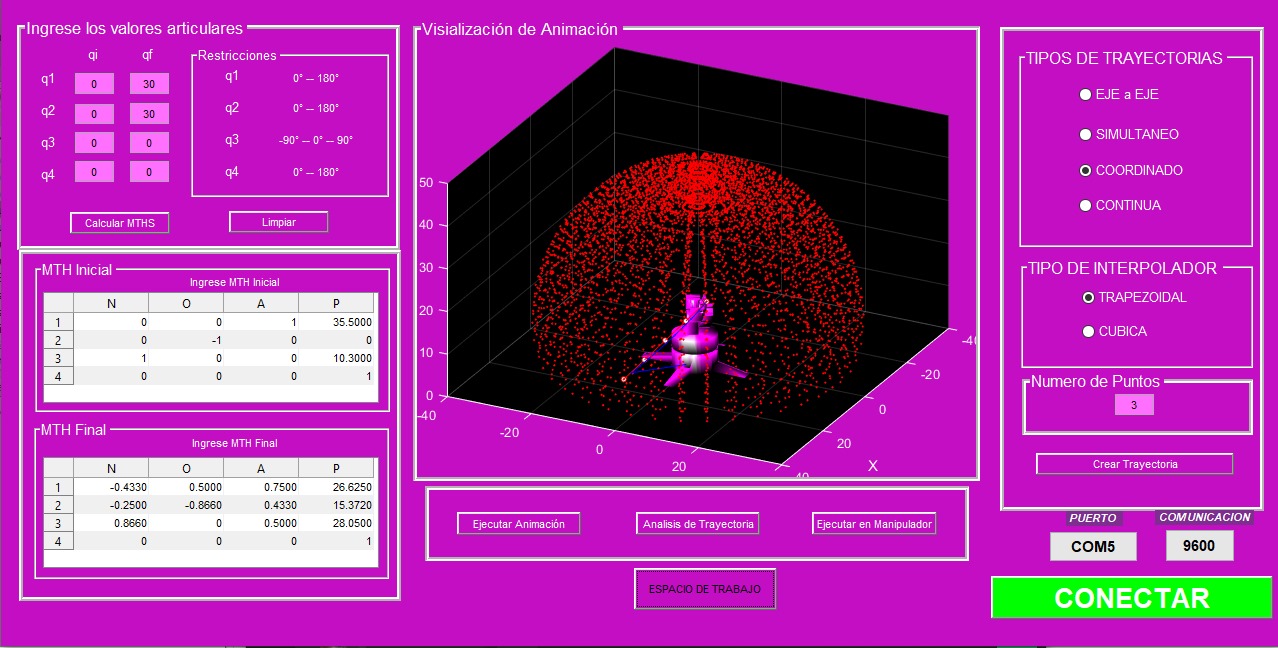 Ingrese los valores articulares
qi qf
q1 0 30
q2 0 30
q3 0 0
q4 0 0
Restricciones
q1 0° -- 180°
q2 0° -- 180°
q3 -90° -- 0° -- 90°
q4 0° -- 180°
Calcular MTHS Limpiar
MTH Inicial
Ingrese MTH Inicial
N O A P
1 0 0 1 35.5000
2 0 -1 0 0
3 1 0 0 10.3000
4 0 0 0 1
MTH Final
Ingrese MTH Final
N O A P
1 -0.4330 0.5000 0.7500 26.6250
2 -0.2500 -0.8660 0.4330 15.3720
3 0.8660 0 0.5000 28.0500
4 0 0 0 1
Visialización de Animación
50
40
30
20
10
0
-40
-20
0
20
40
20
0
-20
-40
X
Ejecutar Animación Analisis de Trayectoria Ejecutar en Manipulador
ESPACIO DE TRABAJO
TIPOS DE TRAYECTORIAS
EJE a EJE
SIMULTANEO
COORDINADO
CONTINUA
TIPO DE INTERPOLADOR
TRAPEZOIDAL
CUBICA
Numero de Puntos
3
Crear Trayectoria
PUERTO COMUNICACION
COM5 9600
CONECTAR